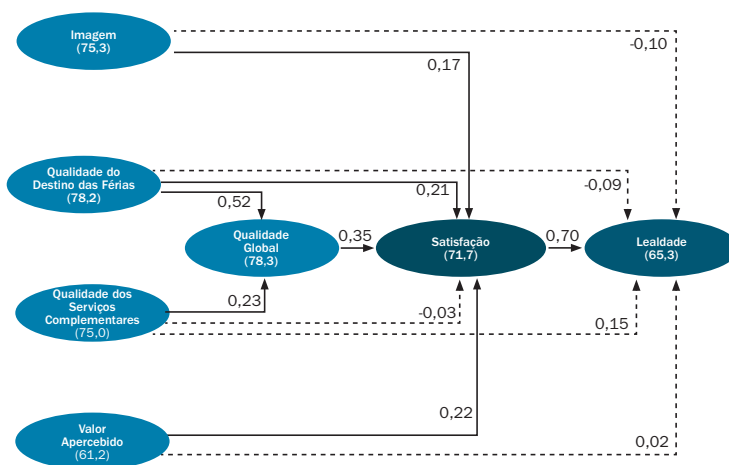 Imagem
(75,3)
-0,10
0,17
Qualidade do
Destino das Férias
(78,2)
0,21
-0,09
0,52
Qualidade
Global
(78,3)
0,35
Satisfação
(71,7)
0,70
Lealdade
(65,3)
Qualidade dos
Serviços
Complementares
(75,0)
0,23
-0,03
0,15
Valor
Apercebido
(61,2)
0,22
0,02